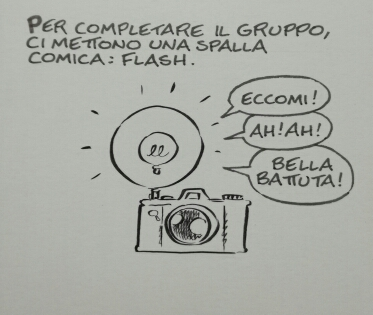 PER COMPLETARE IL GRUPPO,
CI METTONO UNA SPALLA
COMICA: FLASH.
ECCOMI!
AH! AH!
BELLA
BATTUTA!